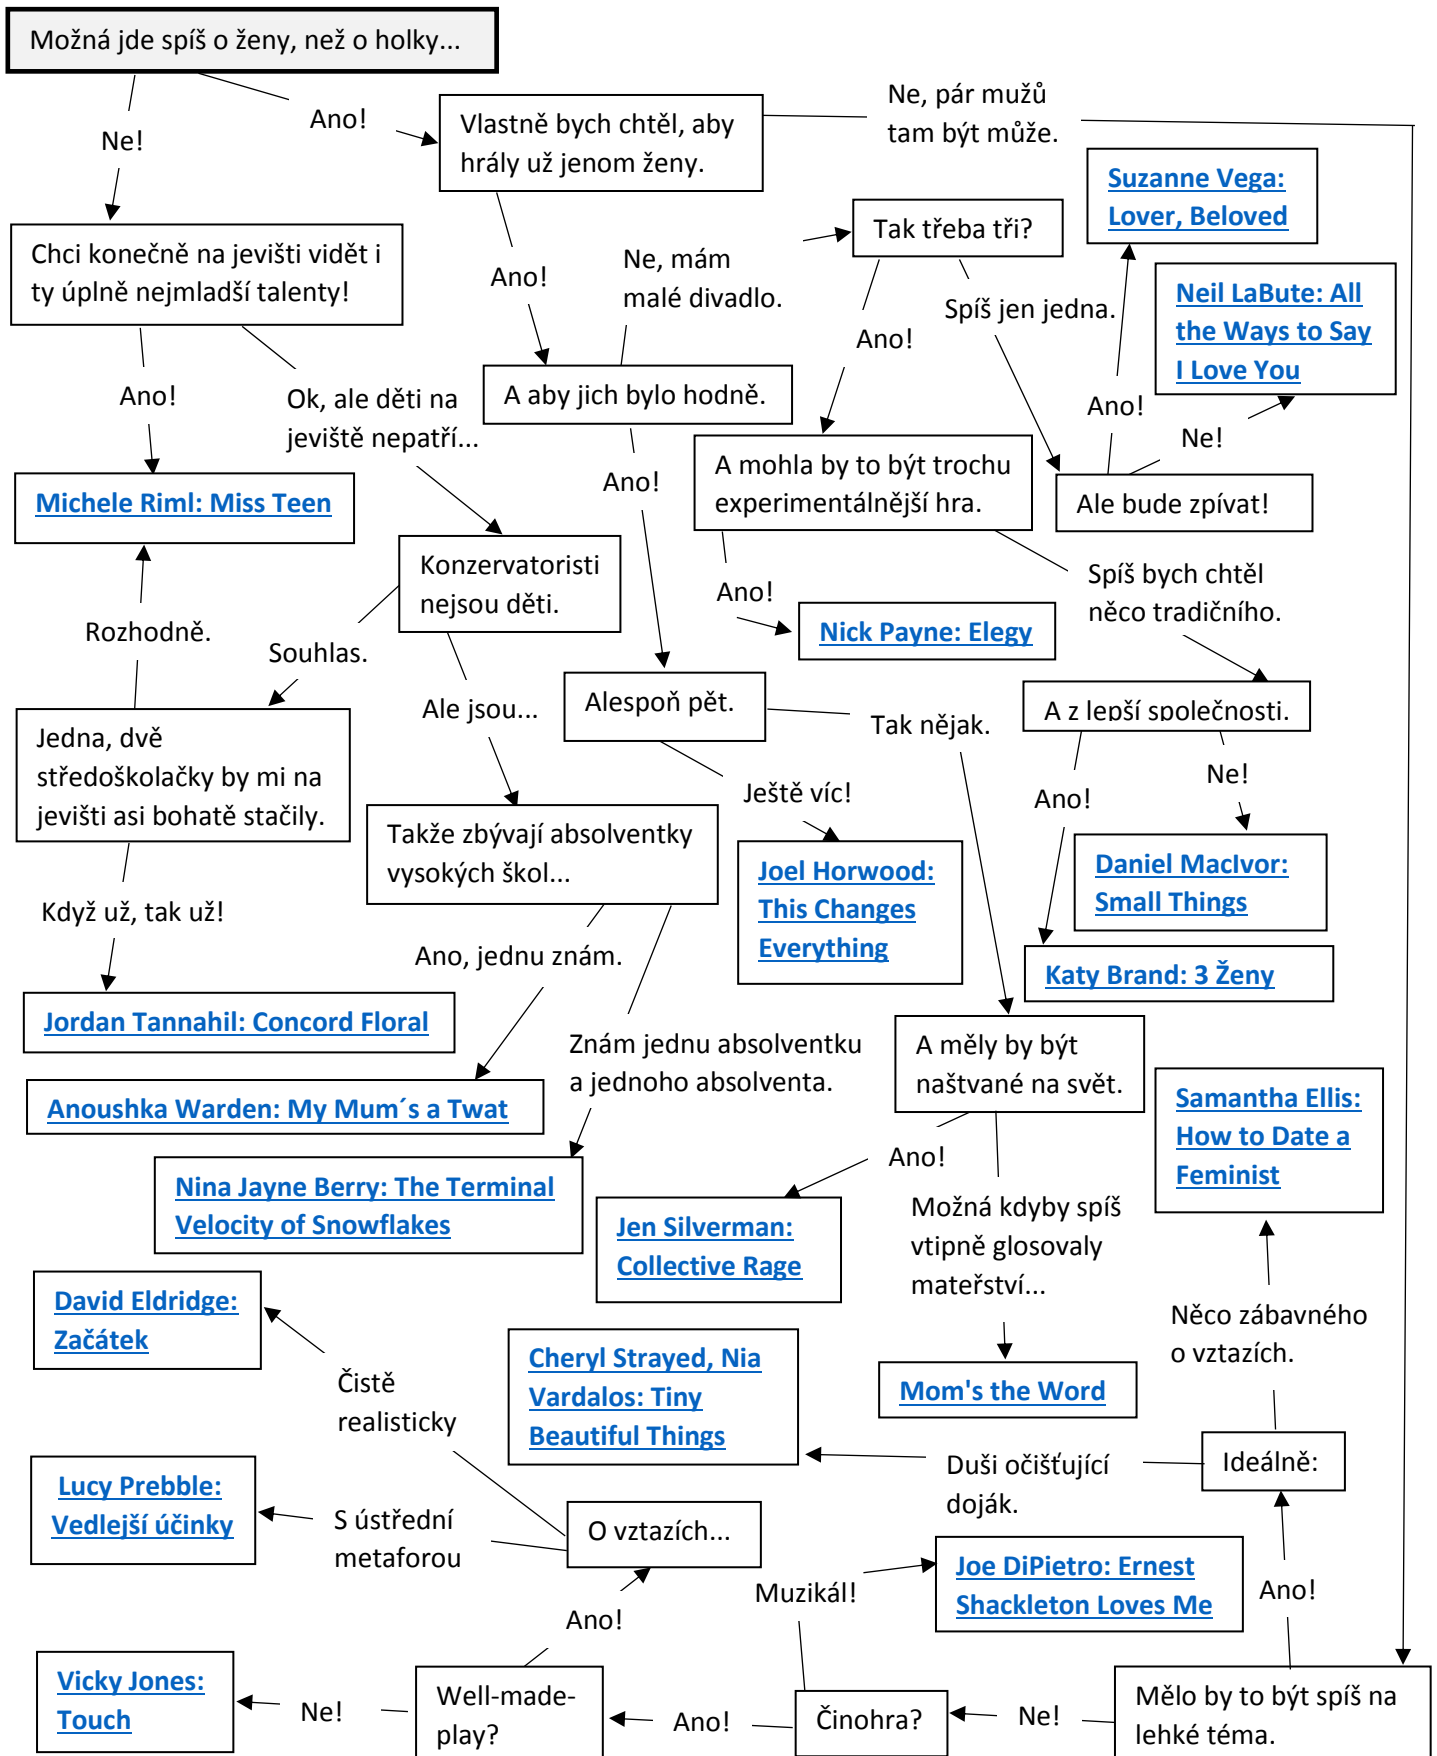 Možná jde spíš o ženy, než o holky...
Ne!
Ano!
Vlastně bych chtěl, aby
hrály už jenom ženy.
Ne, pár mužů
tam být může.
Suzanne Vega:
Lover, Beloved
Chci konečně na jevišti vidět i
ty úplně nejmladší talenty!
Ano!
Ne, mám
malé divadlo.
Tak třeba tři?
Spíš jen jedna.
Neil LaBute: All
the Ways to Say
I Love You
Ano!
Ano!
Ok, ale děti na
jeviště nepatří...
A aby jich bylo hodně.
Ano!
Ne!
Michele Riml: Miss Teen
Ano!
A mohla by to být trochu
experimentálnější hra.
Ale bude zpívat!
Konzervatoristi
nejsou děti.
Ano!
Spíš bych chtěl
něco tradičního.
Rozhodně.
Souhlas.
Nick Payne: Elegy
Ale jsou...
Alespoň pět.
Tak nějak.
A z lepší společnosti.
Jedna, dvě
středoškolačky by mi na
jevišti asi bohatě stačily.
Ještě víc!
Ano!
Ne!
Takže zbývají absolventky
vysokých škol...
Joel Horwood:
This Changes
Everything
Daniel MacIvor:
Small Things
Když už, tak už!
Ano, jednu znám.
Katy Brand: 3 Ženy
Jordan Tannahil: Concord Floral
Znám jednu absolventku
a jednoho absolventa.
A měly by být
naštvané na svět.
Anoushka Warden: My Mum´s a Twat
Samantha Ellis:
How to Date a
Feminist
Nina Jayne Berry: The Terminal
Velocity of Snowflakes
Ano!
Jen Silverman:
Collective Rage
Možná kdyby spíš
vtipně glosovaly
mateřství...
David Eldridge:
Začátek
Něco zábavného
o vztazích.
Čistě
realisticky
Cheryl Strayed, Nia
Vardalos: Tiny
Beautiful Things
Mom's the Word
Duši očišťující
doják.
Ideálně:
Lucy Prebble:
Vedlejší účinky
S ústřední
metaforou
O vztazích...
Joe DiPietro: Ernest
Shackleton Loves Me
Muzikál!
Ano!
Ano!
Vicky Jones:
Touch
Ne!
Well-made-
play?
Ano!
Činohra?
Ne!
Mělo by to být spíš na
lehké téma.